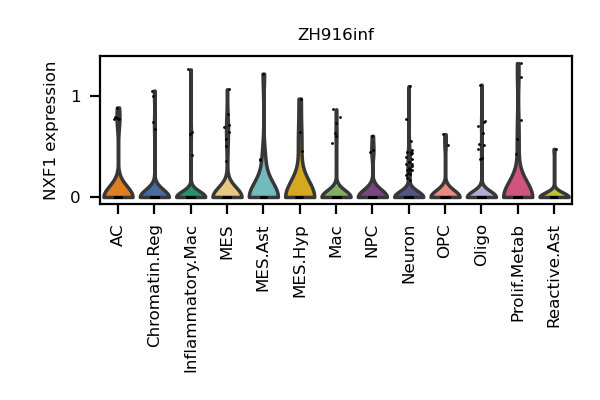 ZH916inf
NXF1 expression
1
0
AC
Chromatin.Reg
Inflammatory.Mac
MES
MES.Ast
MES.Hyp
Mac
NPC
Neuron
OPC
Oligo
Prolif.Metab
Reactive.Ast